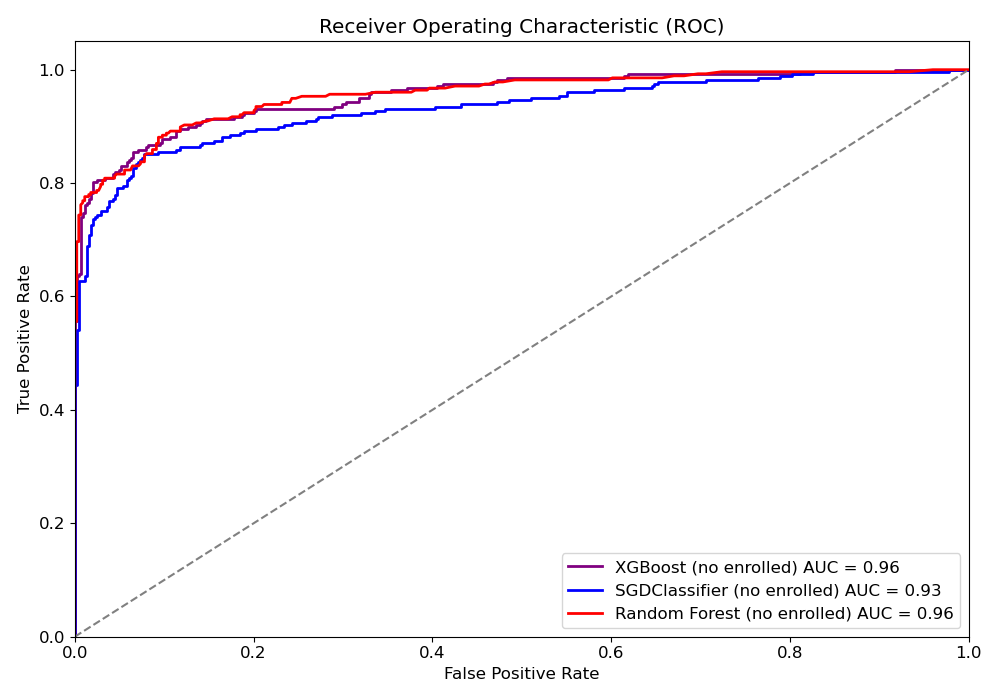 Receiver Operating Characteristic (ROC)
True Positive Rate
1.0
0.8
0.6
0.4
0.2
0.0
0.0 0.2 0.4 0.6 0.8 1.0
False Positive Rate
XGBoost (no enrolled) AUC = 0.96
SGDClassifier (no enrolled) AUC = 0.93
Random Forest (no enrolled) AUC = 0.96